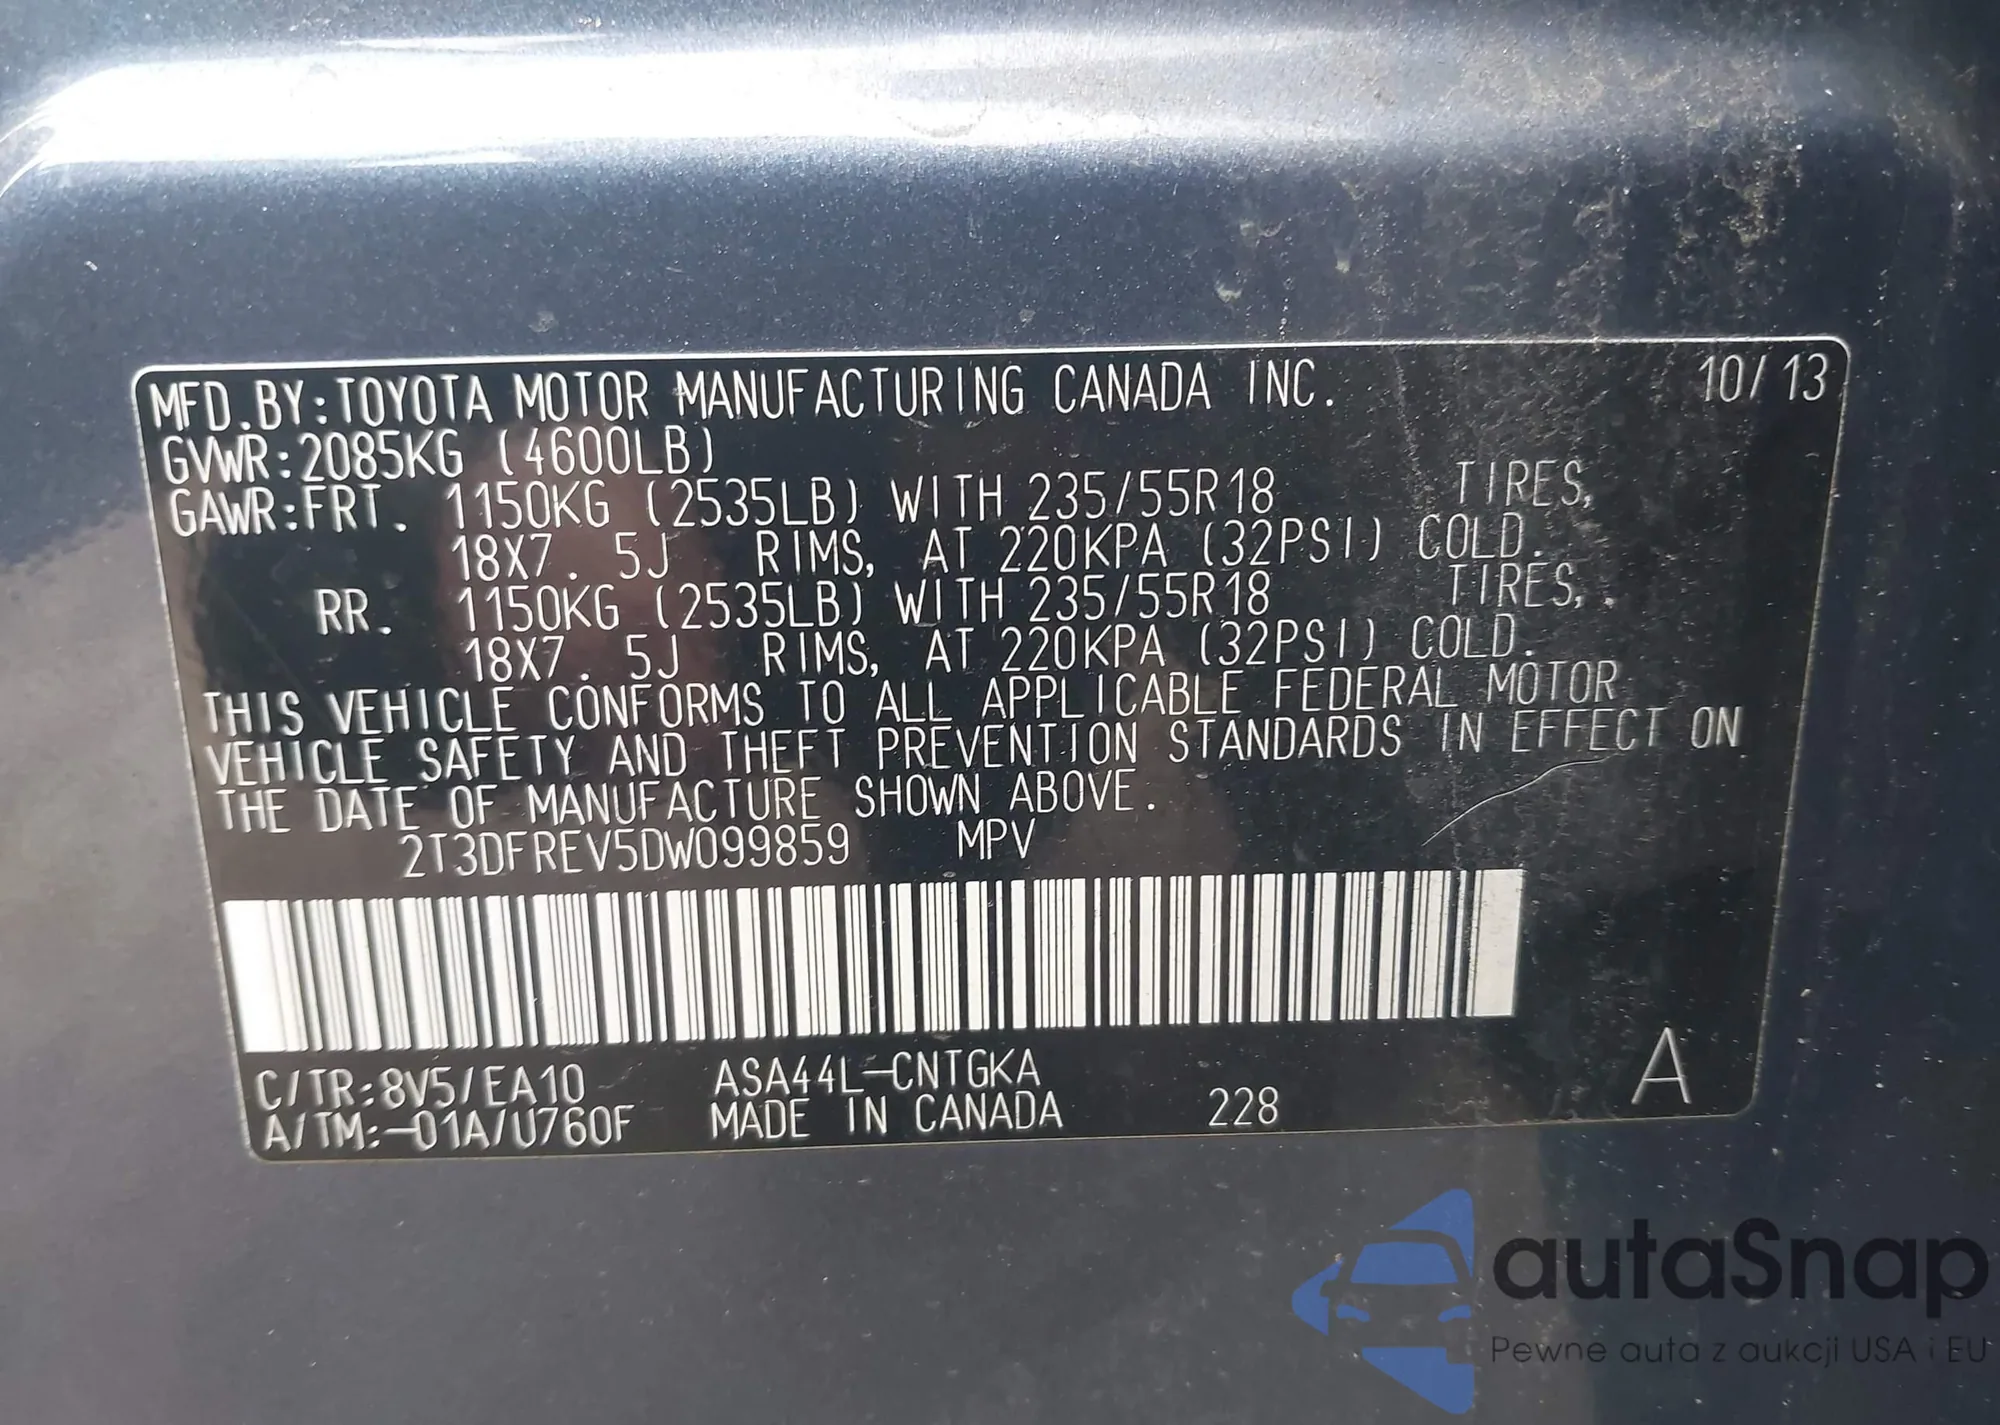 MFD.BY:TOYOTA MOTOR MANUFACTURING CANADA INC. 10/13
GVWR:2085KG (4600LB)
GAWR:FRT. 1150KG (2535LB) WITH 235/55R18 TIRES,
18X7.5J RIMS, AT 220KPA (32PSI) COLD.
RR. 1150KG (2535LB) WITH 235/55R18 TIRES,
18X7.5J RIMS, AT 220KPA (32PSI) COLD.
THIS VEHICLE CONFORMS TO ALL APPLICABLE FEDERAL MOTOR
VEHICLE SAFETY AND THEFT PREVENTION STANDARDS IN EFFECT ON
THE DATE OF MANUFACTURE SHOWN ABOVE.
2T3DFREV5DW099859 MPV
C/TR:8V5/EA10 ASA44L-CNTGKA
A/TM:-01A/U760F MADE IN CANADA 228 A
autaSnap
Pewne auta z aukcji USA i EU